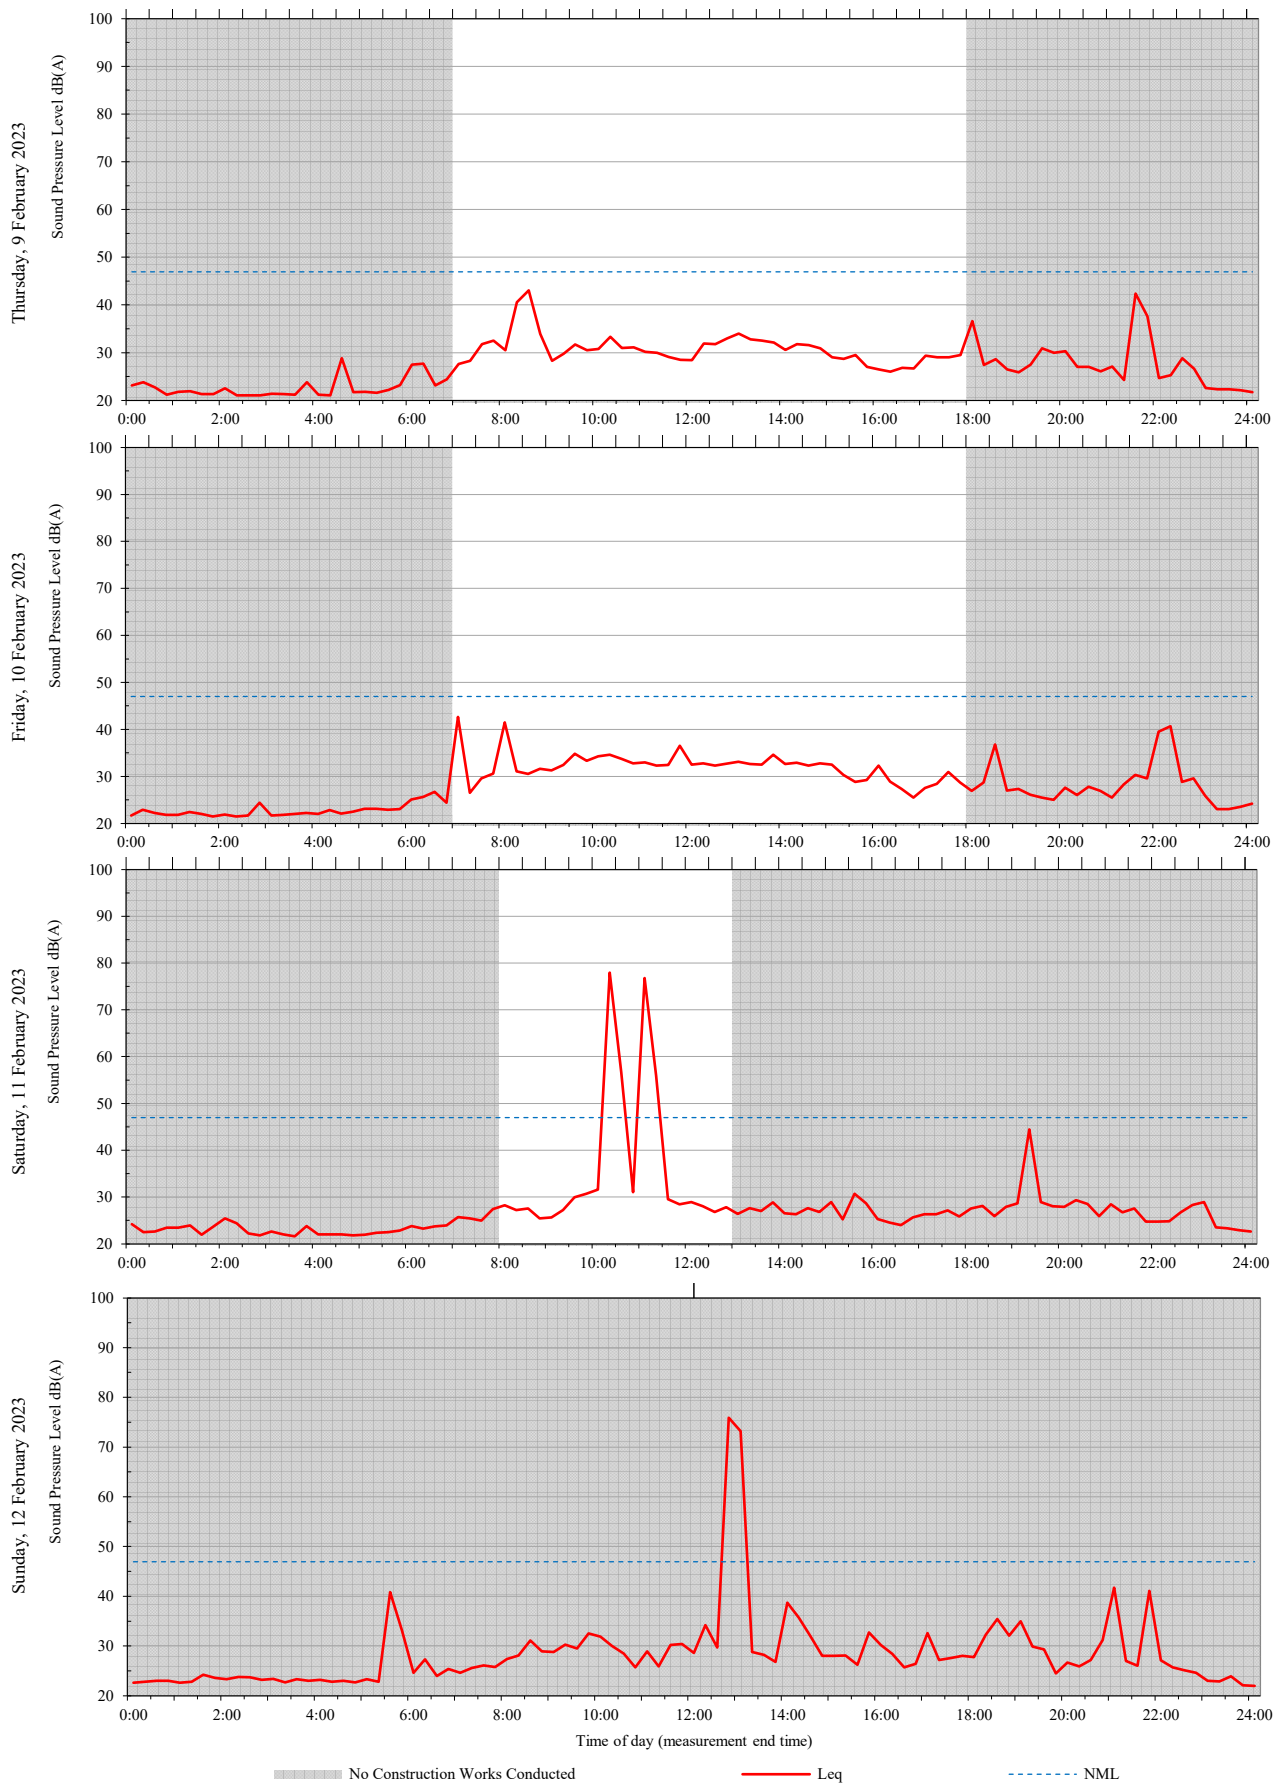 Thursday, 9 February 2023
Sound Pressure Level dB(A)
100
90
80
70
60
50
40
30
20
0:00 2:00 4:00 6:00 8:00 10:00 12:00 14:00 16:00 18:00 20:00 22:00 24:00
Friday, 10 February 2023
Sound Pressure Level dB(A)
100
90
80
70
60
50
40
30
20
0:00 2:00 4:00 6:00 8:00 10:00 12:00 14:00 16:00 18:00 20:00 22:00 24:00
Saturday, 11 February 2023
Sound Pressure Level dB(A)
100
90
80
70
60
50
40
30
20
0:00 2:00 4:00 6:00 8:00 10:00 12:00 14:00 16:00 18:00 20:00 22:00 24:00
Sunday, 12 February 2023
Sound Pressure Level dB(A)
100
90
80
70
60
50
40
30
20
0:00 2:00 4:00 6:00 8:00 10:00 12:00 14:00 16:00 18:00 20:00 22:00 24:00
Time of day (measurement end time)
No Construction Works Conducted Leq NML